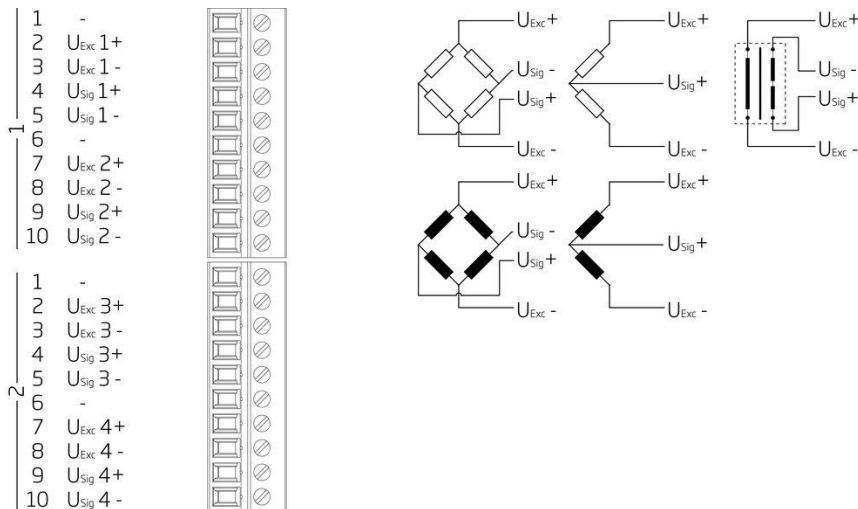 1 -
2 UExc 1+
3 UExc 1 -
4 USig 1+
5 USig 1 -
6 -
7 UExc 2+
8 UExc 2 -
9 USig 2+
10 USig 2 -
1
1 -
2 UExc 3+
3 UExc 3 -
4 USig 3+
5 USig 3 -
6 -
7 UExc 4+
8 UExc 4 -
9 USig 4+
10 USig 4 -
2
UExc+
USig -
USig+
UExc -
UExc+
USig+
UExc -
UExc+
USig -
USig+
UExc -
UExc+
USig -
USig+
UExc -
UExc+
USig+
UExc -